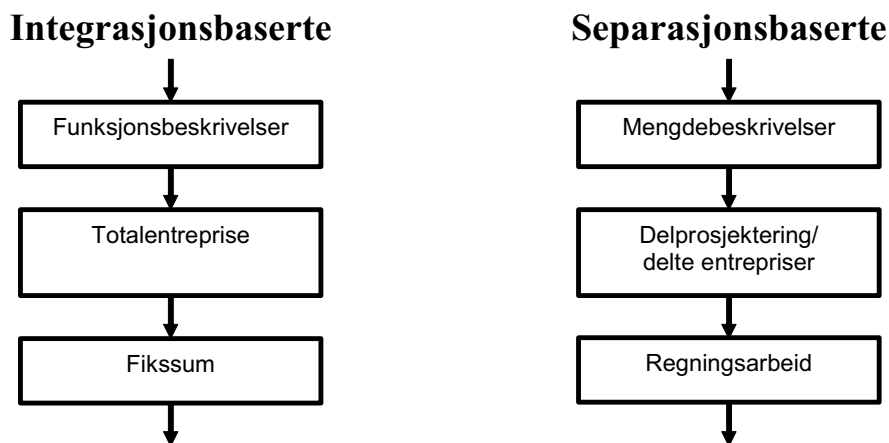 Integrasjonsbaserte
Funksjonsbeskrivelser
Totalentreprise
Fikssum
Separasjonsbaserte
Mengdebeskrivelser
Delprosjektering/
delte entrepriser
Regningsarbeid